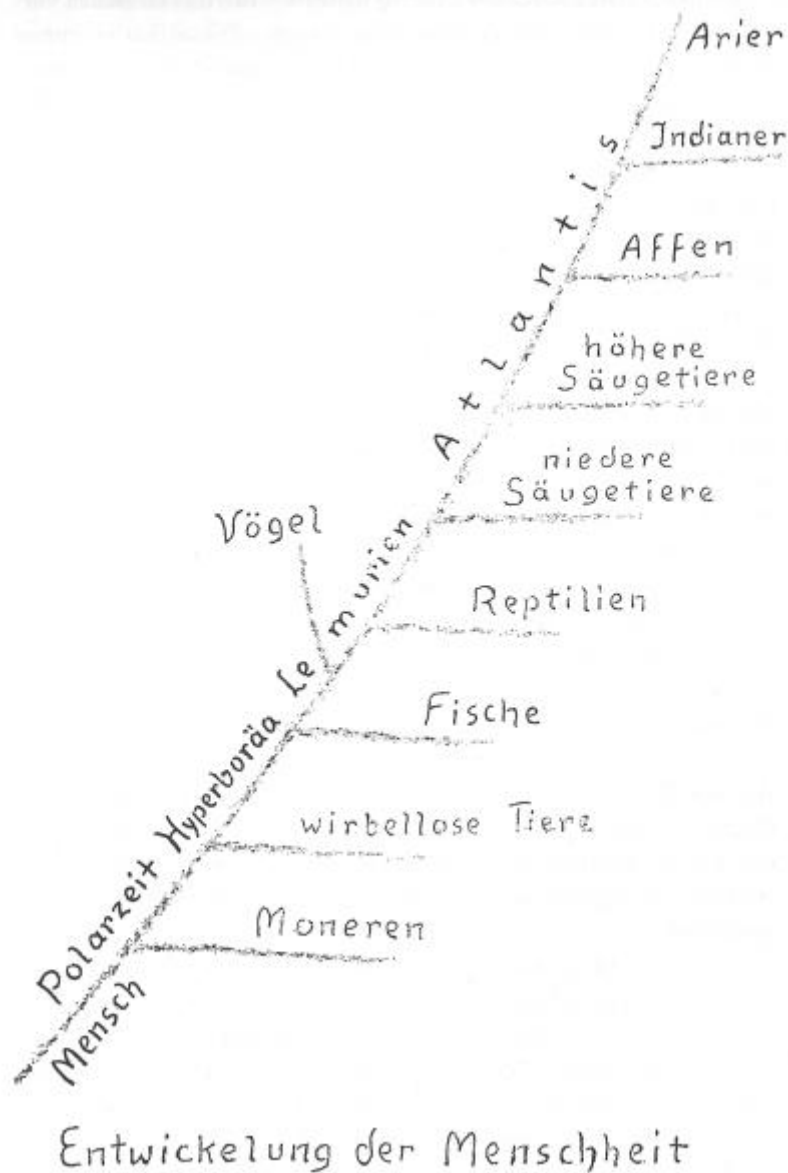 Arier
Indianer
Affen
höhere
Säugetiere
niedere
Säugetiere
Vögel
Reptilien
Fische
wirbellose Tiere
Moneren
Polarzeit Hyperboräa Lemurien Atlantis
Mensch
Entwickelung der Menschheit